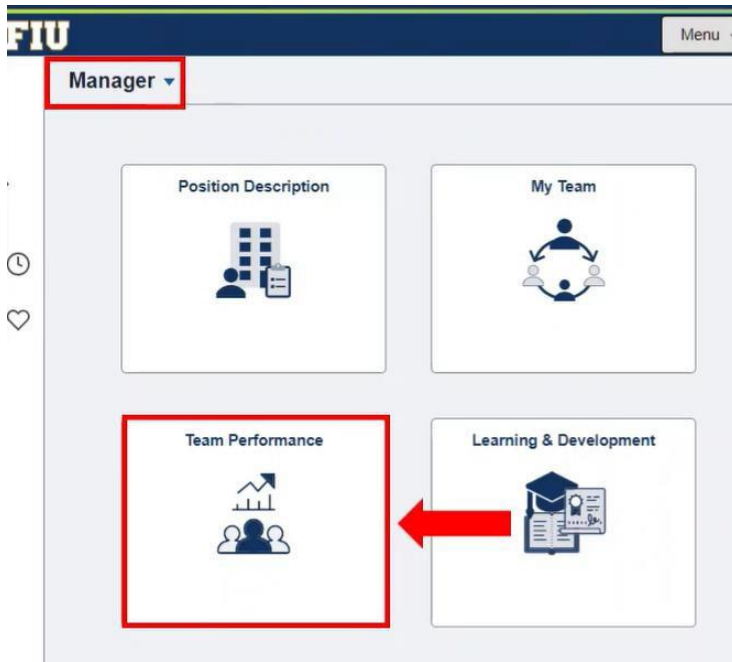 FIU
Menu
Manager
Position Description
My Team
Team Performance
Learning & Development